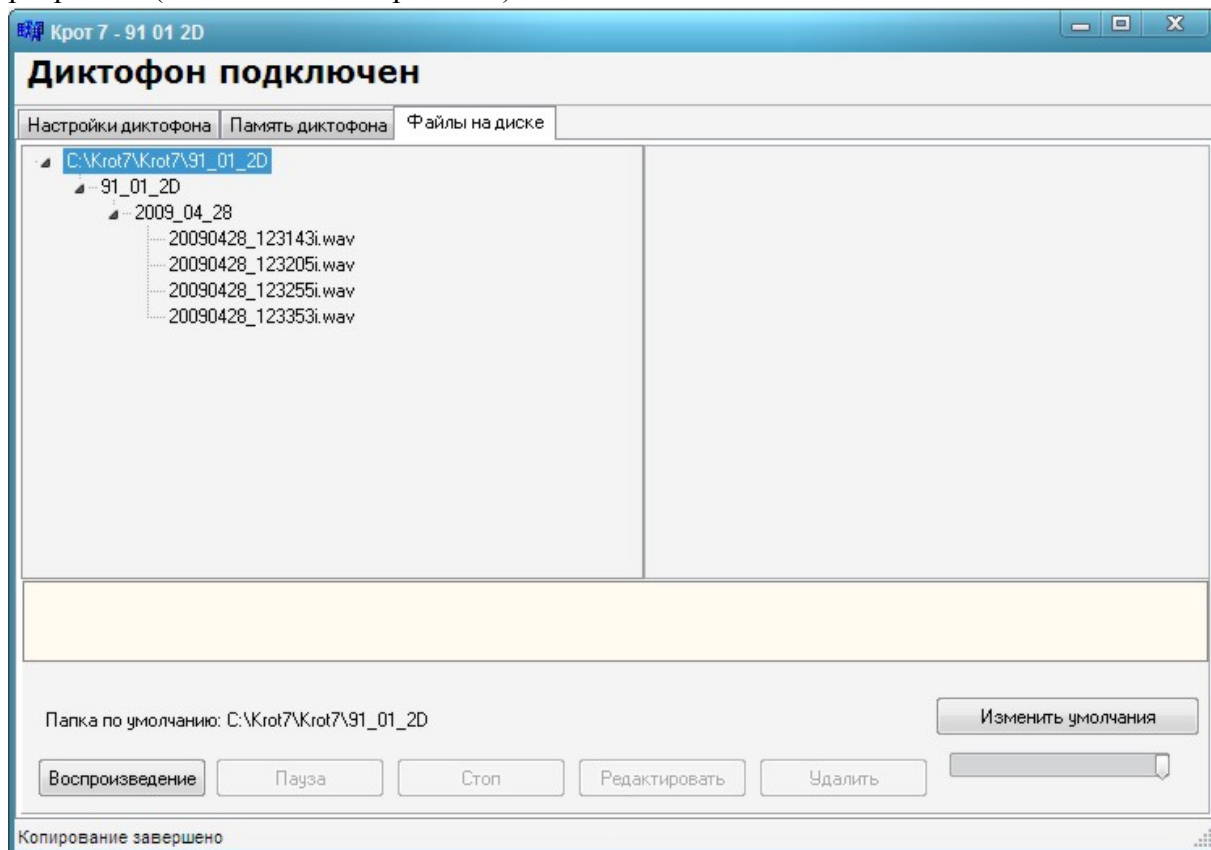 Крот 7 - 91 01 2D
Диктофон подключен
Настройки диктофона Память диктофона Файлы на диске
C:\Krot7\Krot7\91_01_2D
91_01_2D
2009_04_28
20090428_123143i.wav
20090428_123205i.wav
20090428_123255i.wav
20090428_123353i.wav
Папка по умолчанию: C:\Krot7\Krot7\91_01_2D
Изменить умолчания
Воспроизведение Пауза Стоп Редактировать Удалить
Копирование завершено